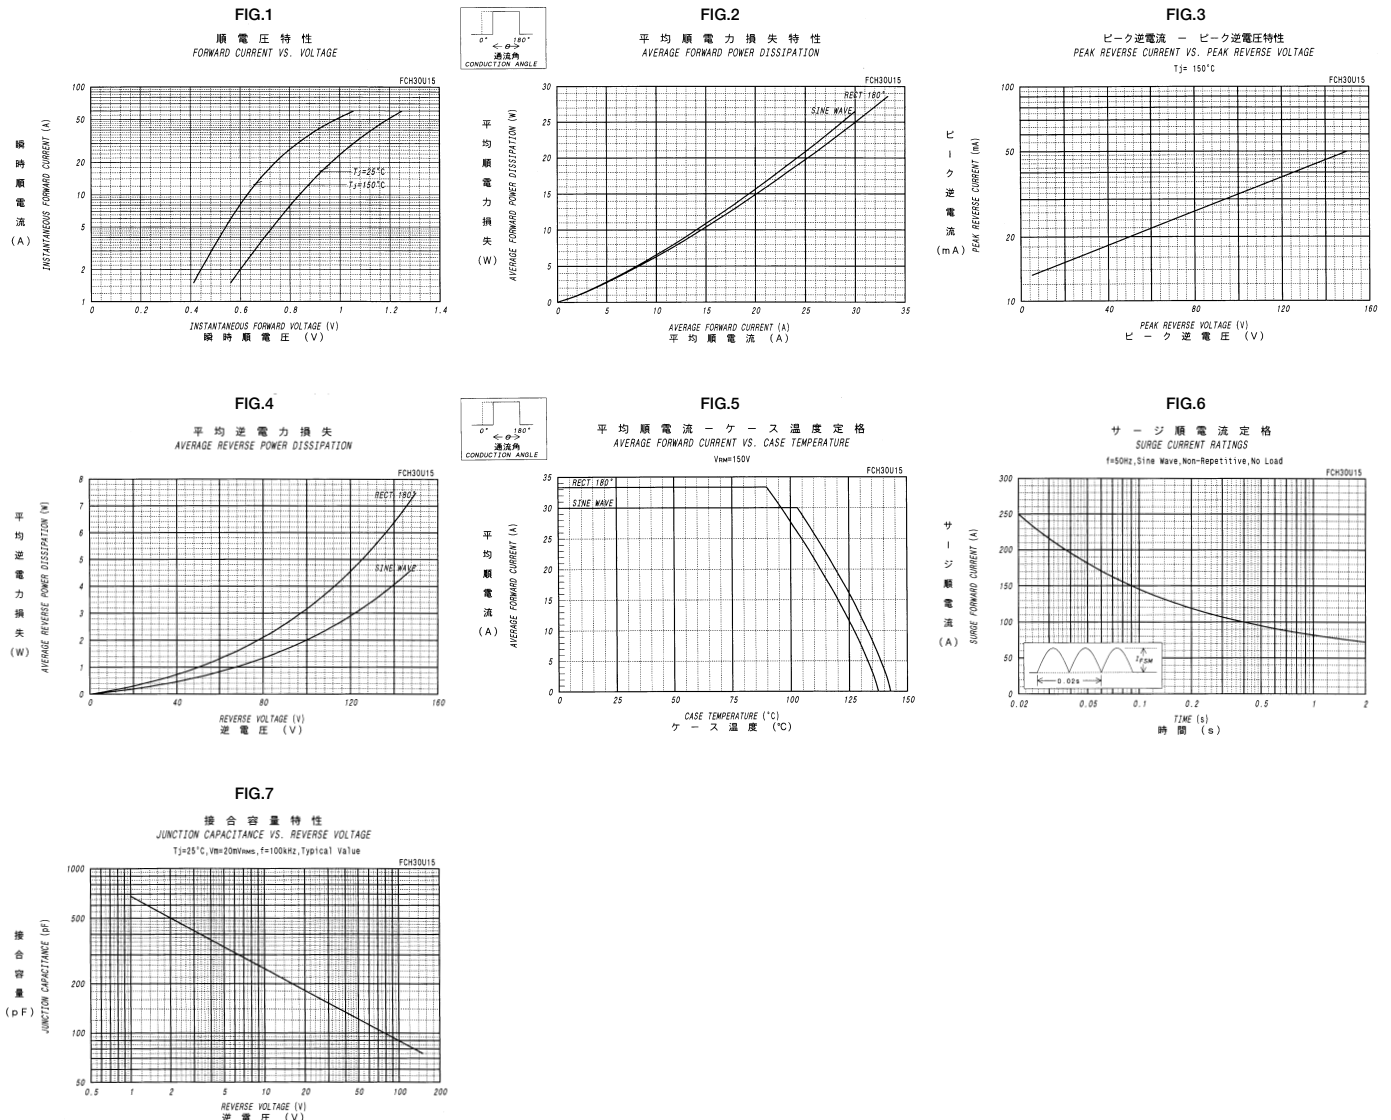 FIG.1
順電圧特性
FORWARD CURRENT VS. VOLTAGE
FCH30U15
瞬時順電流 (A)
INSTANTANEOUS FORWARD CURRENT (A)
100
50
20
10
5
2
1
Tj=25°C
Tj=150°C
0 0.2 0.4 0.6 0.8 1 1.2 1.4
INSTANTANEOUS FORWARD VOLTAGE (V)
瞬時順電圧 (V)
0° 180°
θ
通流角
CONDUCTION ANGLE
FIG.2
平均順電力損失特性
AVERAGE FORWARD POWER DISSIPATION
FCH30U15
平均順電力損失 (W)
AVERAGE FORWARD POWER DISSIPATION (W)
30
25
20
15
10
5
0
RECT 180°
SINE WAVE
0 5 10 15 20 25 30 35
AVERAGE FORWARD CURRENT (A)
平均順電流 (A)
FIG.3
ピーク逆電流 ー ピーク逆電圧特性
PEAK REVERSE CURRENT VS. PEAK REVERSE VOLTAGE
Tj= 150°C
FCH30U15
ピーク逆電流 (mA)
PEAK REVERSE CURRENT (mA)
100
50
20
10
0 40 80 120 160
PEAK REVERSE VOLTAGE (V)
ピーク逆電圧 (V)
FIG.4
平均逆電力損失
AVERAGE REVERSE POWER DISSIPATION
FCH30U15
平均逆電力損失 (W)
AVERAGE REVERSE POWER DISSIPATION (W)
8
7
6
5
4
3
2
1
0
RECT 180°
SINE WAVE
0 40 80 120 160
REVERSE VOLTAGE (V)
逆電圧 (V)
0° 180°
θ
通流角
CONDUCTION ANGLE
FIG.5
平均順電流ーケース温度定格
AVERAGE FORWARD CURRENT VS. CASE TEMPERATURE
VRM=150V
FCH30U15
平均順電流 (A)
AVERAGE FORWARD CURRENT (A)
35
30
25
20
15
10
5
0
RECT 180°
SINE WAVE
0 25 50 75 100 125 150
CASE TEMPERATURE (°C)
ケース温度 (℃)
FIG.6
サージ順電流定格
SURGE CURRENT RATINGS
f=50Hz,Sine Wave,Non-Repetitive,No Load
FCH30U15
サージ順電流 (A)
SURGE FORWARD CURRENT (A)
300
250
200
150
100
50
0
IFSM
0.02s
0.02 0.05 0.1 0.2 0.5 1 2
TIME (s)
時間 (s)
FIG.7
接合容量特性
JUNCTION CAPACITANCE VS. REVERSE VOLTAGE
Tj=25°C,Vm=20mVRMS,f=100kHz,Typical Value
FCH30U15
接合容量 (pF)
JUNCTION CAPACITANCE (pF)
1000
500
200
100
50
0.5 1 2 5 10 20 50 100 200
REVERSE VOLTAGE (V)
逆電圧 (V)